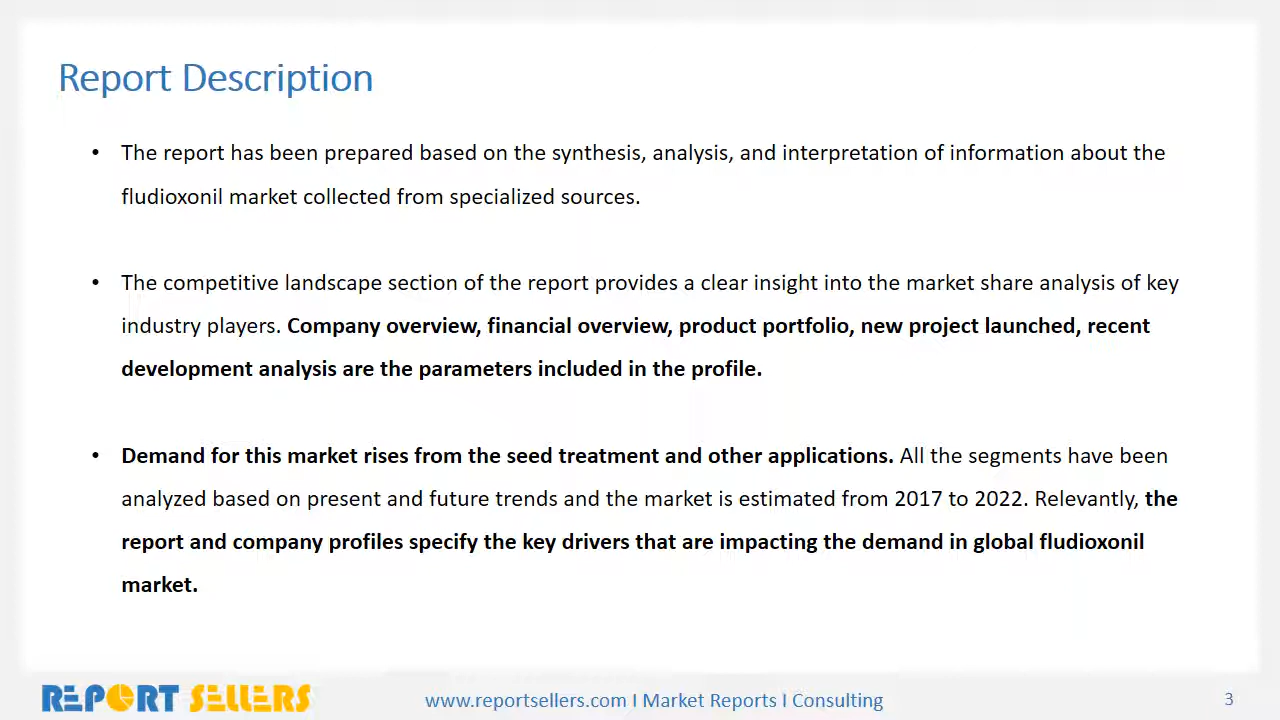 Report Description
• The report has been prepared based on the synthesis, analysis, and interpretation of information about the
fludioxonil market collected from specialized sources.
• The competitive landscape section of the report provides a clear insight into the market share analysis of key
industry players. Company overview, financial overview, product portfolio, new project launched, recent
development analysis are the parameters included in the profile.
• Demand for this market rises from the seed treatment and other applications. All the segments have been
analyzed based on present and future trends and the market is estimated from 2017 to 2022. Relevantly, the
report and company profiles specify the key drivers that are impacting the demand in global fludioxonil
market.
REPORT SELLERS
www.reportsellers.com I Market Reports I Consulting
3